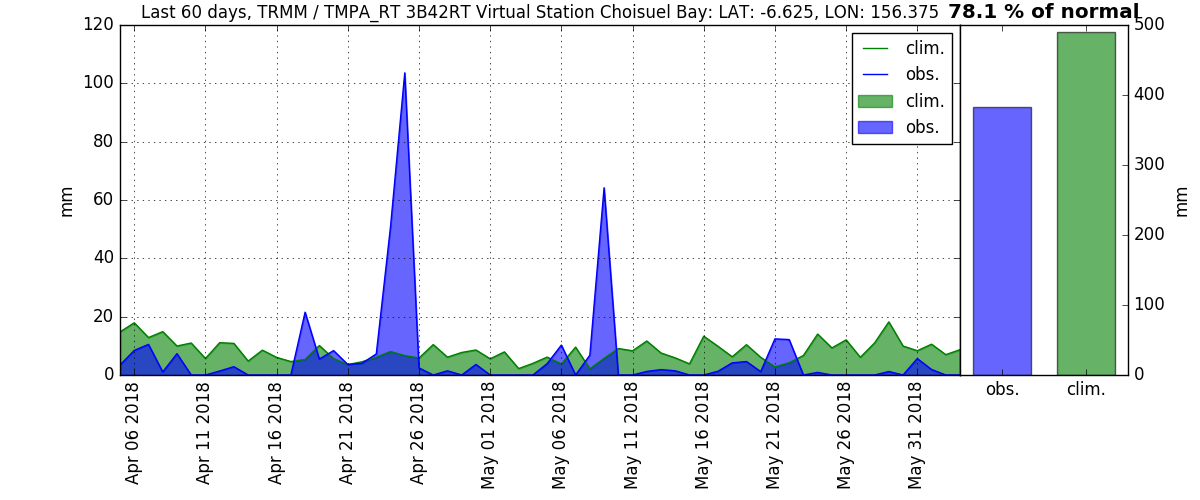 Last 60 days, TRMM / TMPA_RT 3B42RT Virtual Station Choisuel Bay: LAT: -6.625, LON: 156.375
78.1 % of normal
120
100
80
60
40
20
0
mm
clim.
obs.
clim.
obs.
Apr 06 2018
Apr 11 2018
Apr 16 2018
Apr 21 2018
Apr 26 2018
May 01 2018
May 06 2018
May 11 2018
May 16 2018
May 21 2018
May 26 2018
May 31 2018
500
400
300
200
100
0
mm
obs.
clim.